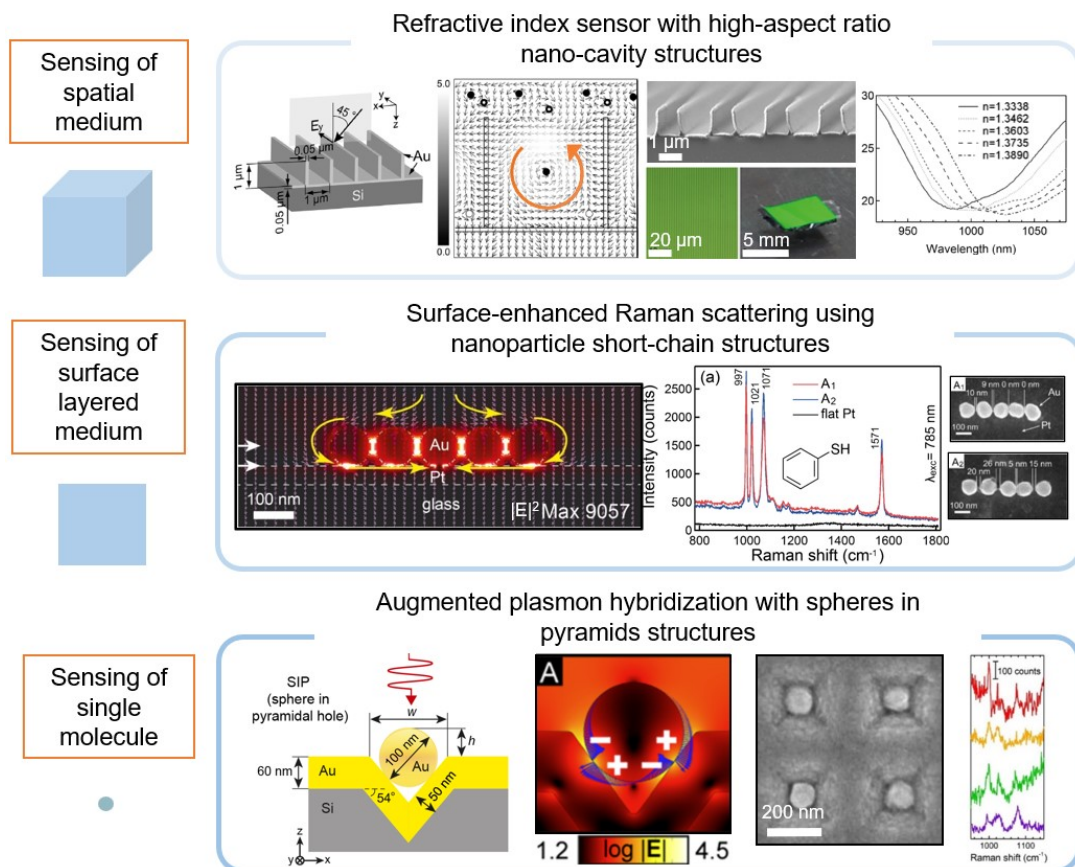 Sensing of
spatial
medium
Refractive index sensor with high-aspect ratio
nano-cavity structures
y
x
z
45°
Ey
0.05 μm
Au
1 μm
Si
1 μm
0.05 μm
5.0
0.0
1 μm
20 μm
5 mm
30
25
20
n=1.3338
n=1.3462
n=1.3603
n=1.3735
n=1.3890
950 1000 1050
Wavelength (nm)
Sensing of
surface
layered
medium
Surface-enhanced Raman scattering using
nanoparticle short-chain structures
Au
Pt
glass
100 nm
|E|² Max 9057
(a)
Intensity (counts)
2500
2000
1500
1000
500
0
997
1021
1071
1571
A₁
A₂
flat Pt
SH
λexc= 785 nm
800 1000 1200 1400 1600 1800
Raman shift (cm⁻¹)
A₁
9 nm 0 nm 0 nm
10 nm
Au
Pt
100 nm
A₂
26 nm 5 nm 15 nm
20 nm
100 nm
Sensing of
single
molecule
Augmented plasmon hybridization with spheres in
pyramids structures
SIP
(sphere in
pyramidal hole)
w
h
100 nm
Au
60 nm
Au
54°
50 nm
Si
z
y x
A
1.2 log |E| 4.5
200 nm
100 counts
1000 1100
Raman shift (cm⁻¹)